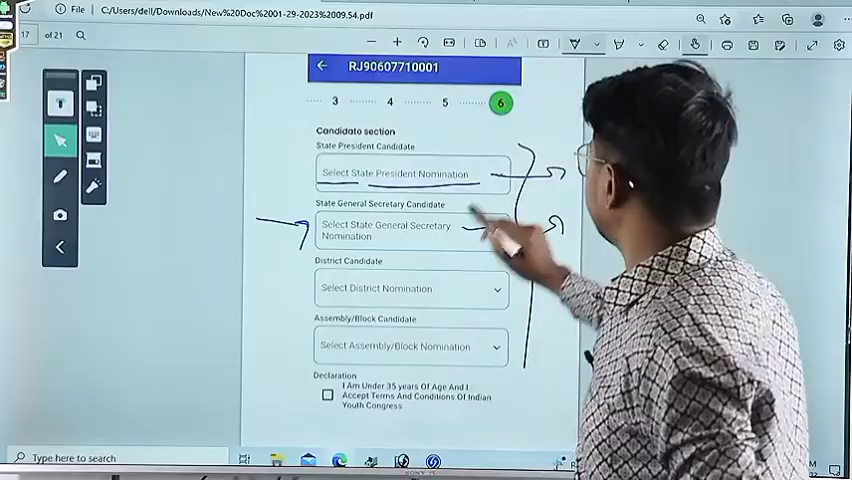 File
C:/Users/dell/Downloads/New%20Doc%2001-29-2023%2009.54.pdf
17 of 21
RJ90607710001
3 4 5 6
Candidate section
State President Candidate
Select State President Nomination
State General Secretary Candidate
Select State General Secretary
Nomination
District Candidate
Select District Nomination
Assembly/Block Candidate
Select Assembly/Block Nomination
Declaration
I Am Under 35 years Of Age And I
Accept Terms And Conditions Of Indian
Youth Congress
Type here to search
SONY